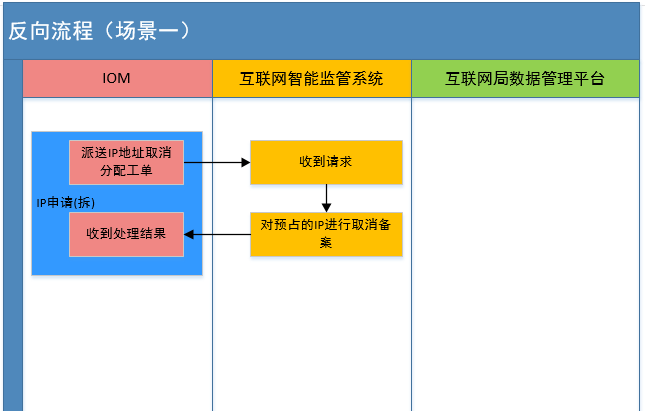 反向流程（场景一）
IOM
互联网智能监管系统
互联网局数据管理平台
派送IP地址取消
分配工单
收到请求
IP申请(拆)
收到处理结果
对预占的IP进行取消备
案